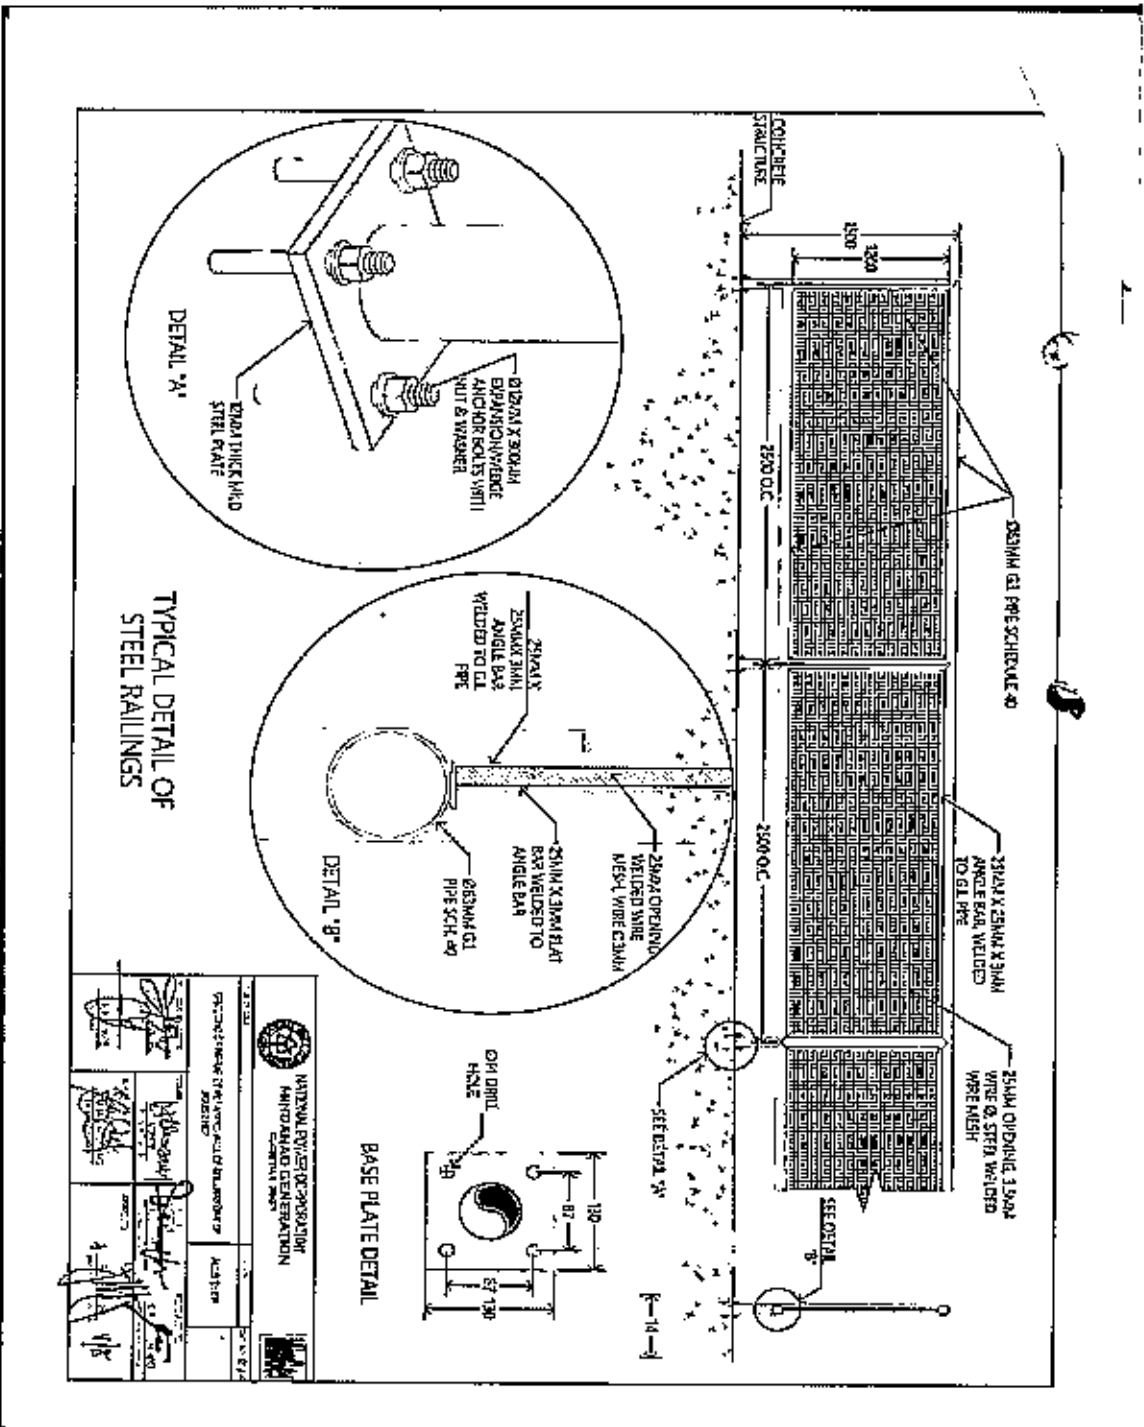 CONCRETE
STRUCTURE
1500
1200
2500 O.C.
2500 O.C.
Ø63MM G.I. PIPE SCHEDULE 40
25MM X 25MM X 3MM
ANGLE BAR, WELDED
TO G.I. PIPE
25MM OPENING, 3.5MM
WIRE Ø, STEEL WELDED
WIRE MESH
SEE DETAIL "A"
SEE DETAIL
"B"
14
Ø12MM X 300MM
EXPANSION/WEDGE
ANCHOR BOLTS WITH
NUT & WASHER
THICK MILD
STEEL PLATE
DETAIL "A"
25MM X
25MM X 3MM
ANGLE BAR
WELDED TO G.I.
PIPE
25MM OPENING
WELDED WIRE
MESH, WIRE
25MM X 3MM FLAT
BAR WELDED TO
ANGLE BAR
Ø63MM G.I.
PIPE SCH. 40
DETAIL "B"
TYPICAL DETAIL OF
STEEL RAILINGS
130
87
87
130
DRILL
HOLE
BASE PLATE DETAIL
NATIONAL POWER CORPORATION
MINDANAO GENERATION